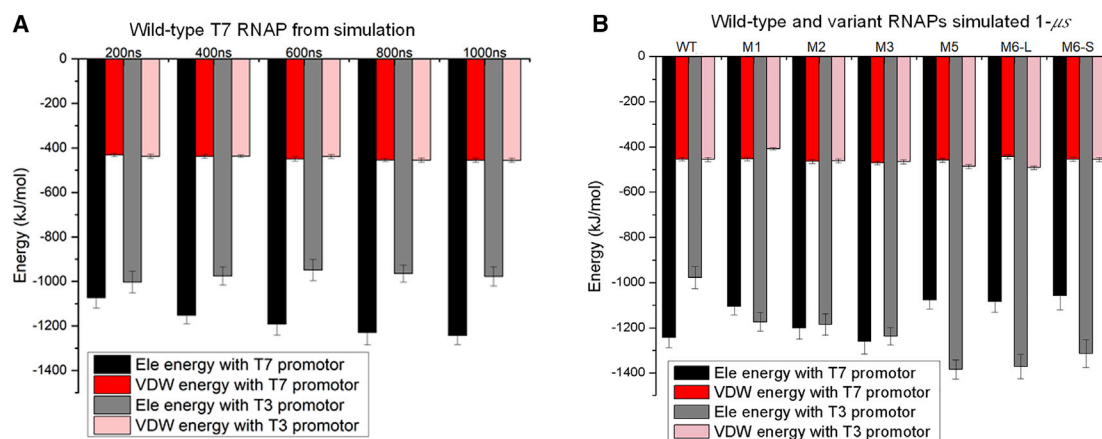 A
Wild-type T7 RNAP from simulation
200ns 400ns 600ns 800ns 1000ns
0
-200
-400
-600
-800
-1000
-1200
-1400
Energy (kJ/mol)
Ele energy with T7 promotor
VDW energy with T7 promotor
Ele energy with T3 promotor
VDW energy with T3 promotor
B
Wild-type and variant RNAPs simulated 1-μs
WT M1 M2 M3 M5 M6-L M6-S
0
-200
-400
-600
-800
-1000
-1200
-1400
Energy (kJ/mol)
Ele energy with T7 promotor
VDW energy with T7 promotor
Ele energy with T3 promotor
VDW energy with T3 promotor